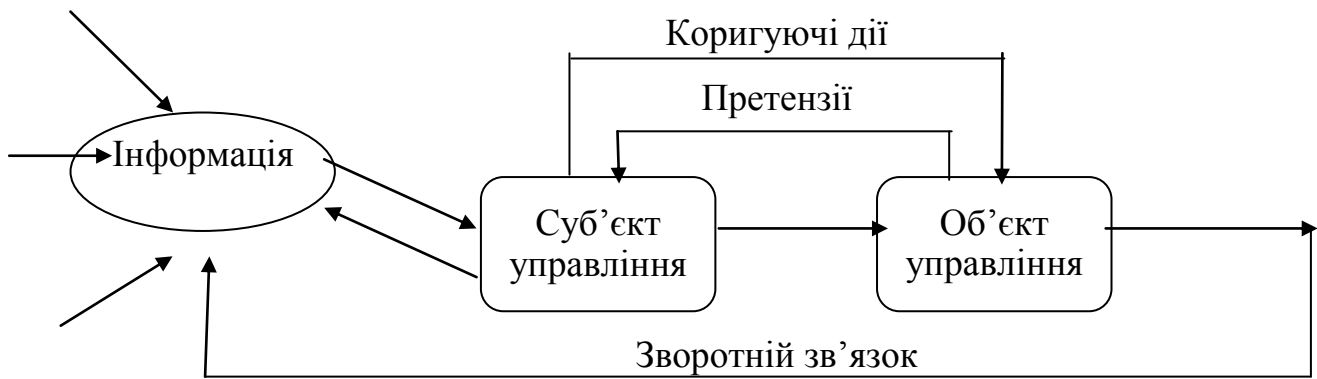 Коригуючі дії
Претензії
Інформація
Суб’єкт
управління
Об’єкт
управління
Зворотній зв’язок